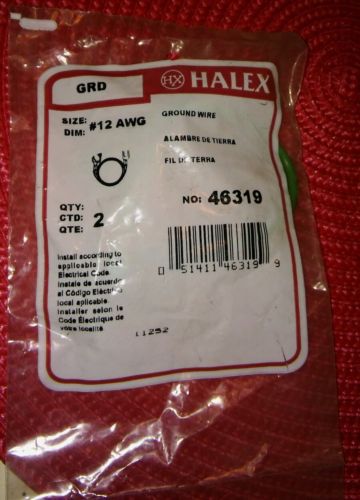 GRD
HX HALEX
SIZE:
DIM: #12 AWG
GROUND WIRE
ALAMBRE DE TIERRA
FIL DE TERRA
NO: 46319
QTY:
CTD: 2
QTE:
Install according to
applicable local
Electrical Code.
Instale de acuerdo
al Código Eléctrico
local aplicable.
Installer selon le
Code Électrique de
votre localité
0 51411 46319 9
11252